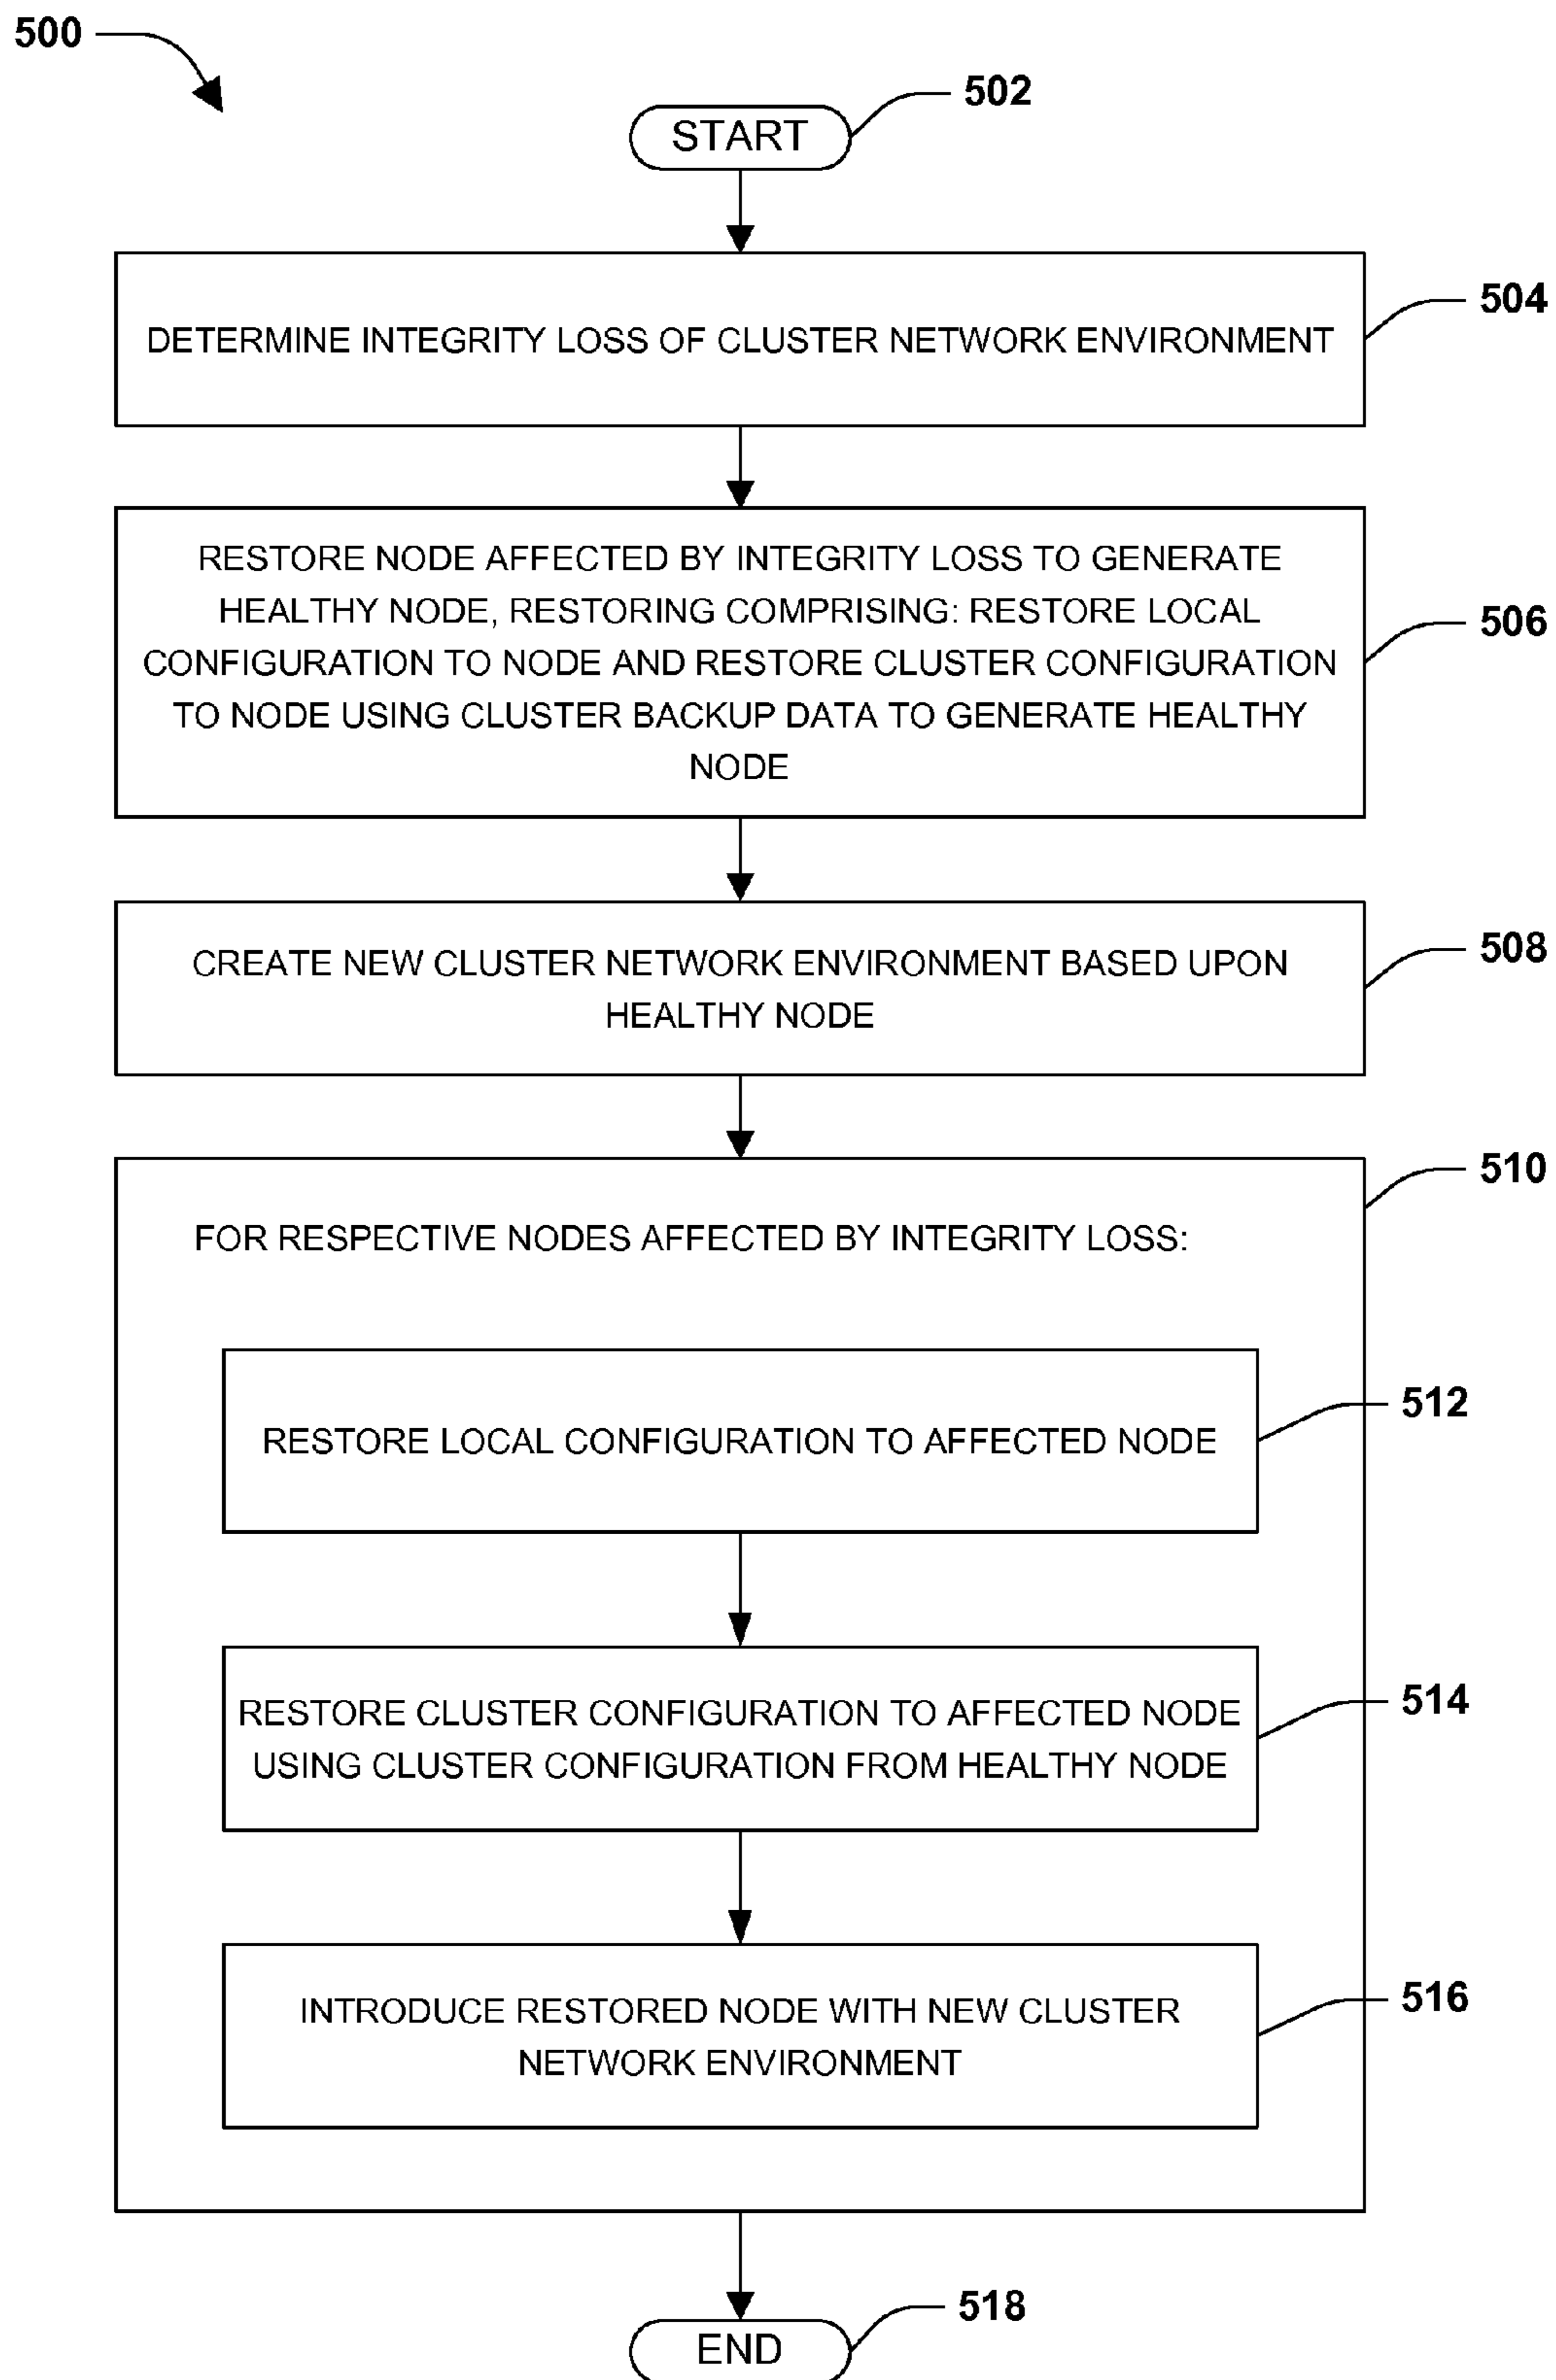 500
502
START
504
DETERMINE INTEGRITY LOSS OF CLUSTER NETWORK ENVIRONMENT
RESTORE NODE AFFECTED BY INTEGRITY LOSS TO GENERATE
HEALTHY NODE, RESTORING COMPRISING: RESTORE LOCAL
506
CONFIGURATION TO NODE AND RESTORE CLUSTER CONFIGURATION
TO NODE USING CLUSTER BACKUP DATA TO GENERATE HEALTHY
NODE
508
CREATE NEW CLUSTER NETWORK ENVIRONMENT BASED UPON
HEALTHY NODE
510
FOR RESPECTIVE NODES AFFECTED BY INTEGRITY LOSS:
512
RESTORE LOCAL CONFIGURATION TO AFFECTED NODE
514
RESTORE CLUSTER CONFIGURATION TO AFFECTED NODE
USING CLUSTER CONFIGURATION FROM HEALTHY NODE
516
INTRODUCE RESTORED NODE WITH NEW CLUSTER
NETWORK ENVIRONMENT
518
END